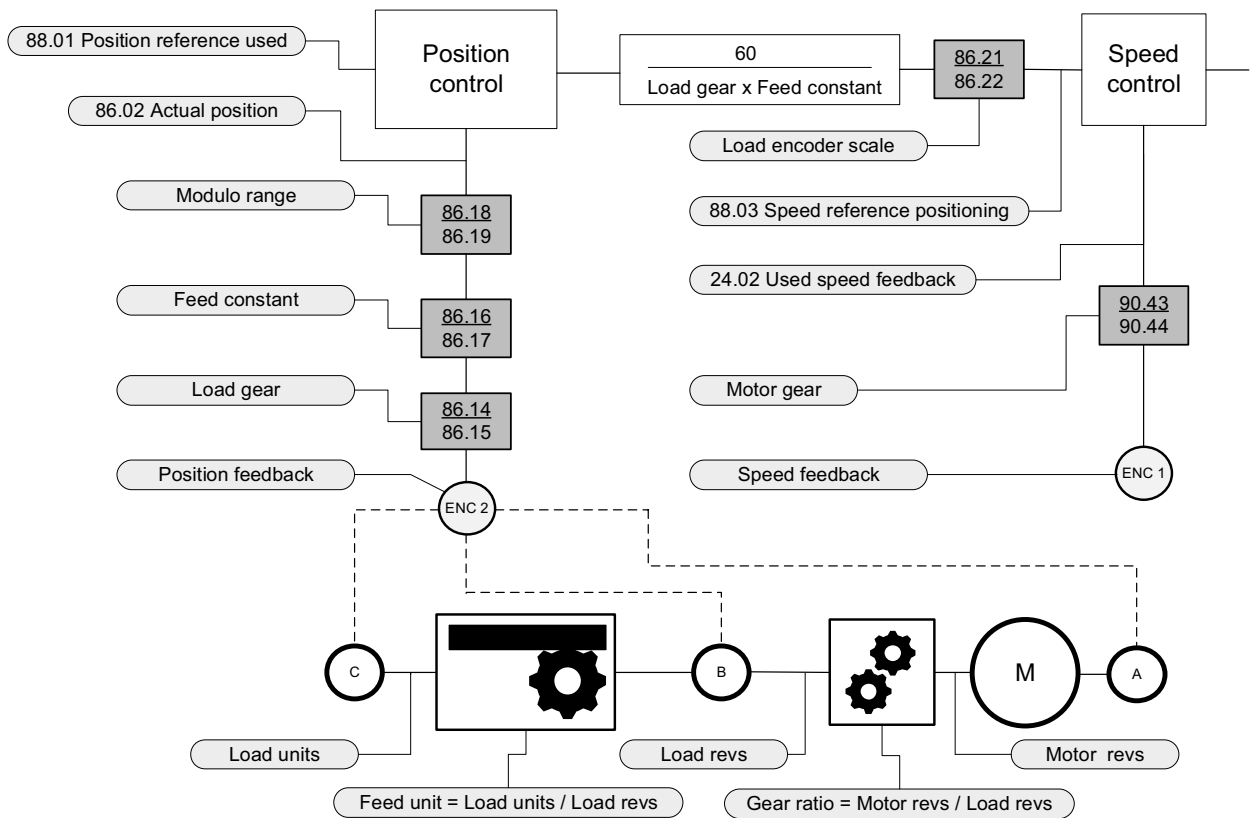 88.01 Position reference used
Position
control
60
Load gear x Feed constant
86.21
86.22
Speed
control
86.02 Actual position
Load encoder scale
Modulo range
86.18
86.19
88.03 Speed reference positioning
24.02 Used speed feedback
Feed constant
86.16
86.17
90.43
90.44
Load gear
86.14
86.15
Motor gear
Position feedback
ENC 2
Speed feedback
ENC 1
C
B
M
A
Load units
Load revs
Motor revs
Feed unit = Load units / Load revs
Gear ratio = Motor revs / Load revs